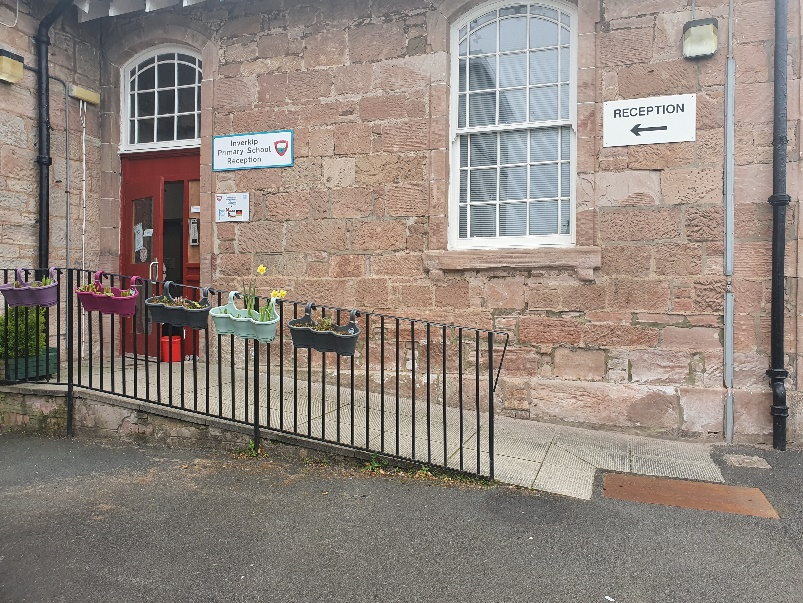 Inverkip
Primary School
Reception
RECEPTION